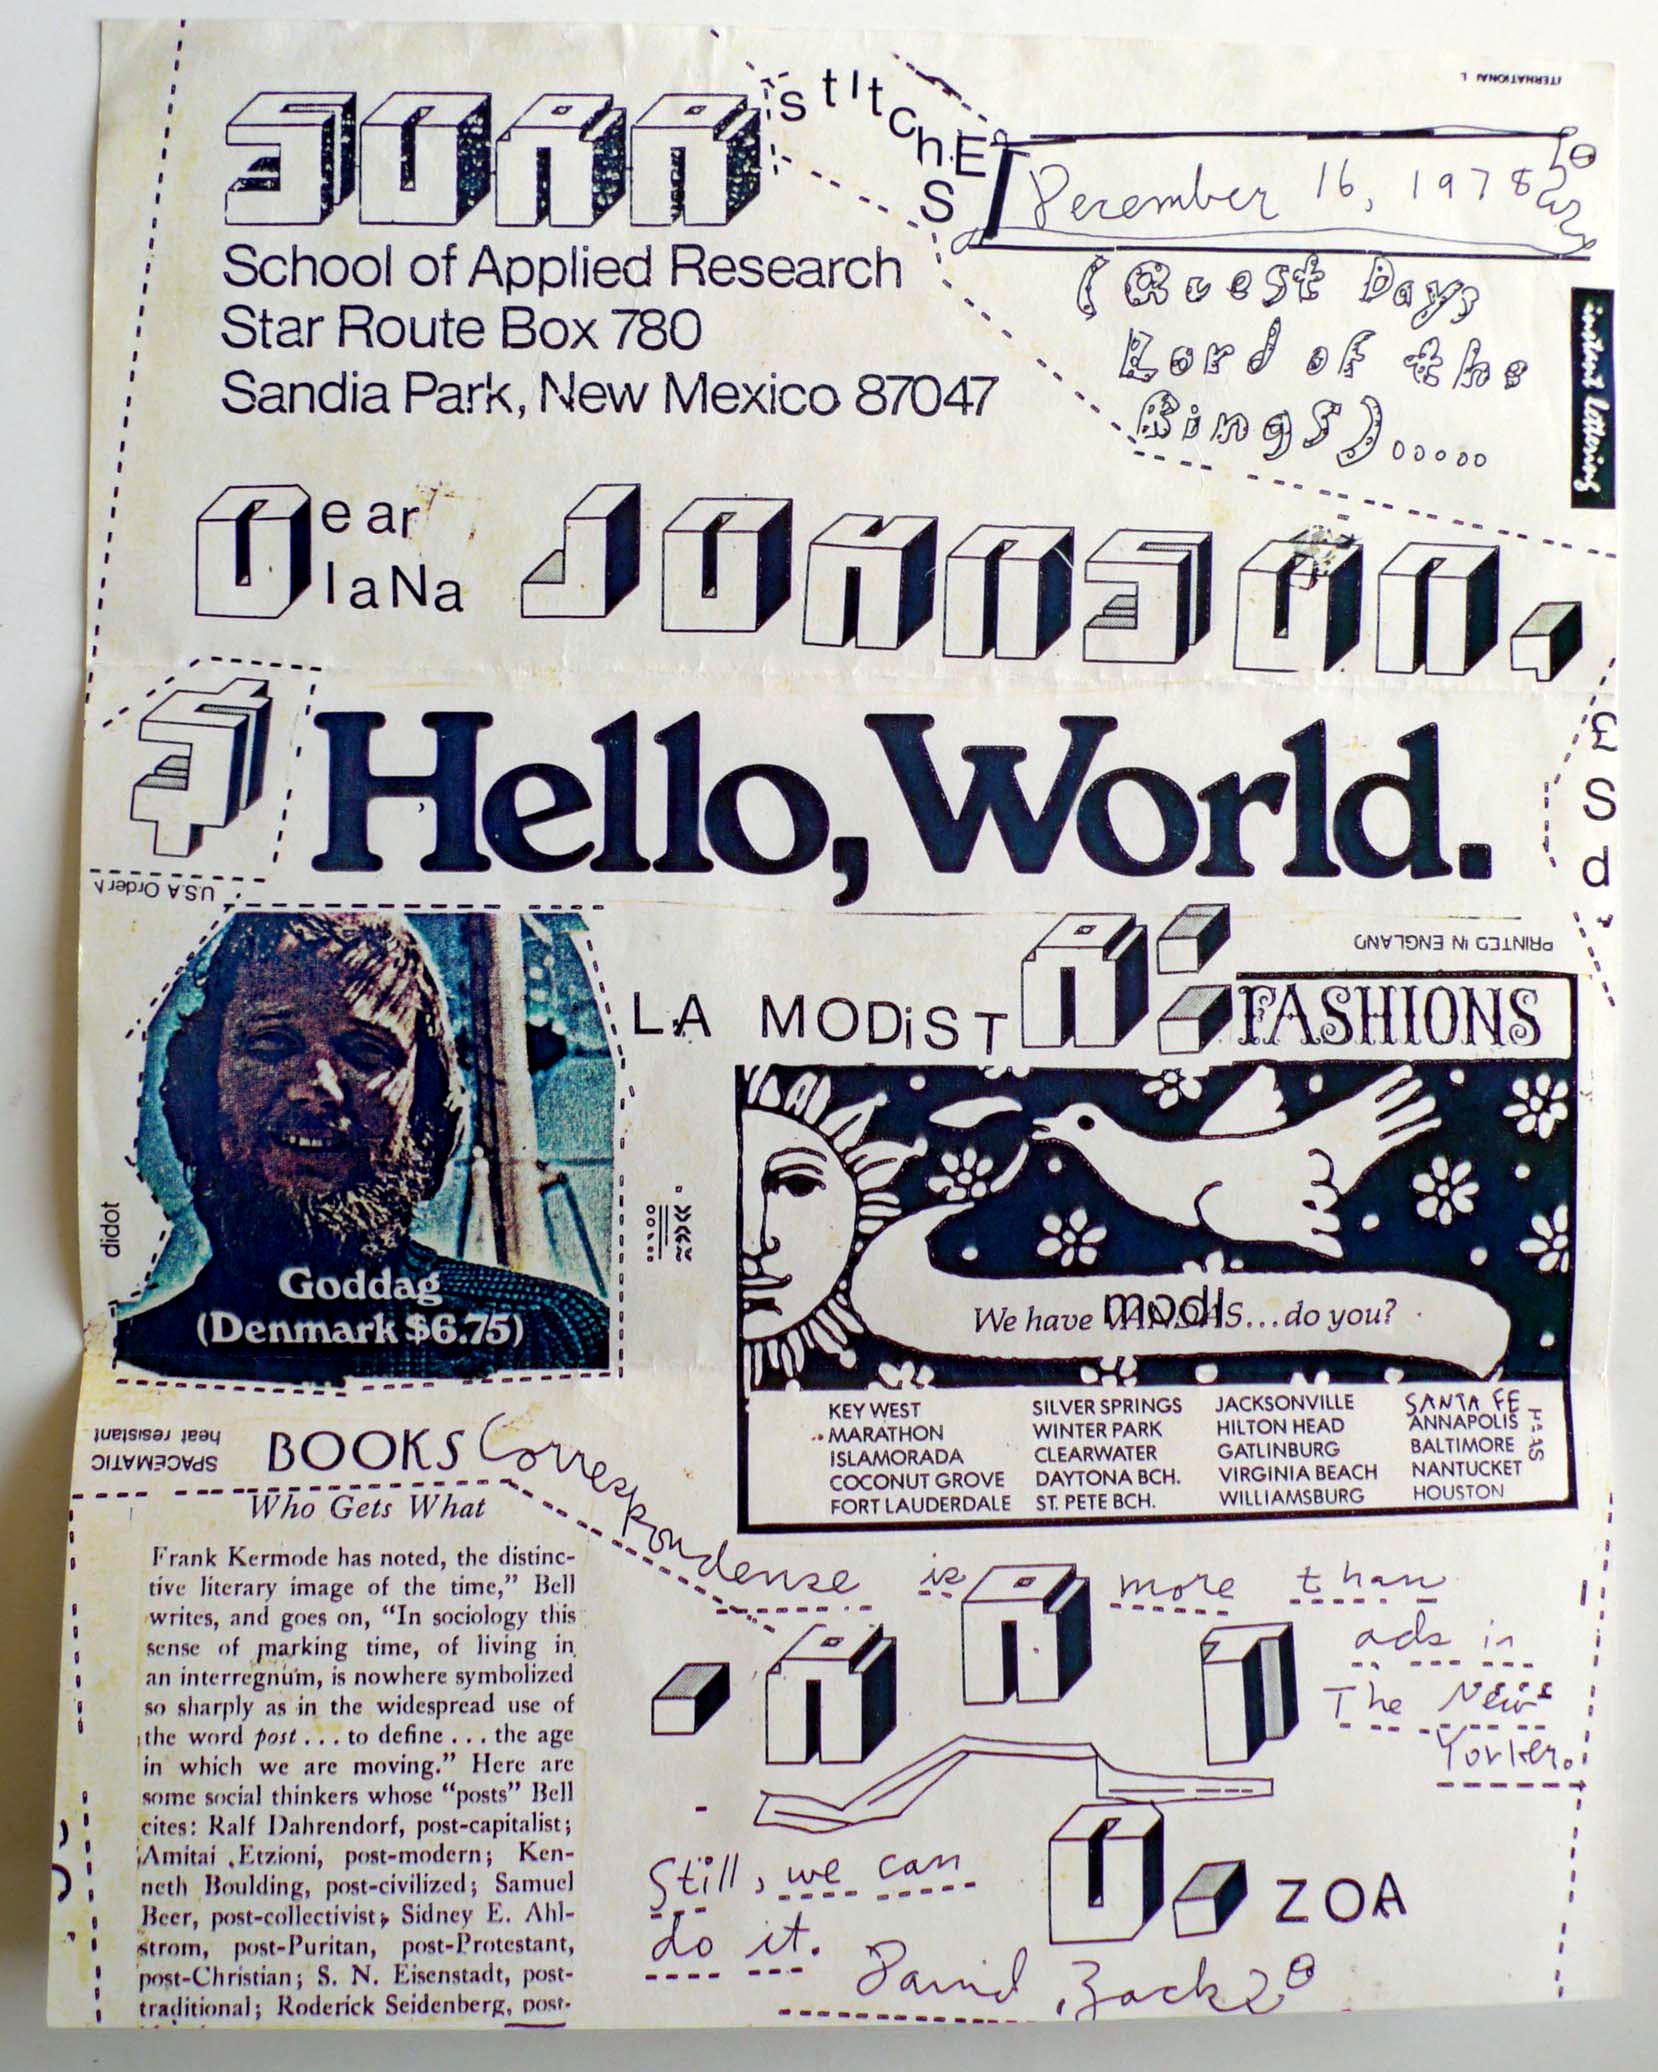 SOAR
stItchES
ITERNATIONAL L
December 16, 1978
School of Applied Research
Star Route Box 780
Sandia Park, New Mexico 87047
(Quest Days
Lord of the
Rings).....
instant lettering
Dear
laNa
JOHNSON,
Hello, World.
£
S
d
U.S.A Order
PRINTED IN ENGLAND
LA MODiSTA:
FASHIONS
didot
Goddag
(Denmark $6.75)
We have modI...do you?
KEY WEST
MARATHON
ISLAMORADA
COCONUT GROVE
FORT LAUDERDALE
SILVER SPRINGS
WINTER PARK
CLEARWATER
DAYTONA BCH.
ST. PETE BCH.
JACKSONVILLE
HILTON HEAD
GATLINBURG
VIRGINIA BEACH
WILLIAMSBURG
SANTA FE
ANNAPOLIS
BALTIMORE
NANTUCKET
HOUSTON
HAAS
SPACEMATIC
heat resistant
BOOKS
Who Gets What
Frank Kermode has noted, the distinc-
tive literary image of the time,” Bell
writes, and goes on, “In sociology this
sense of marking time, of living in
an interregnum, is nowhere symbolized
so sharply as in the widespread use of
the word post . . . to define . . . the age
in which we are moving.” Here are
some social thinkers whose “posts” Bell
cites: Ralf Dahrendorf, post-capitalist;
Amitai Etzioni, post-modern; Ken-
neth Boulding, post-civilized; Samuel
Beer, post-collectivist; Sidney E. Ahl-
strom, post-Puritan, post-Protestant,
post-Christian; S. N. Eisenstadt, post-
traditional; Roderick Seidenberg, post-
Correspondense is A more than
ads in
The New
Yorker.
Still, we can
do it.
ZOA
David Zack